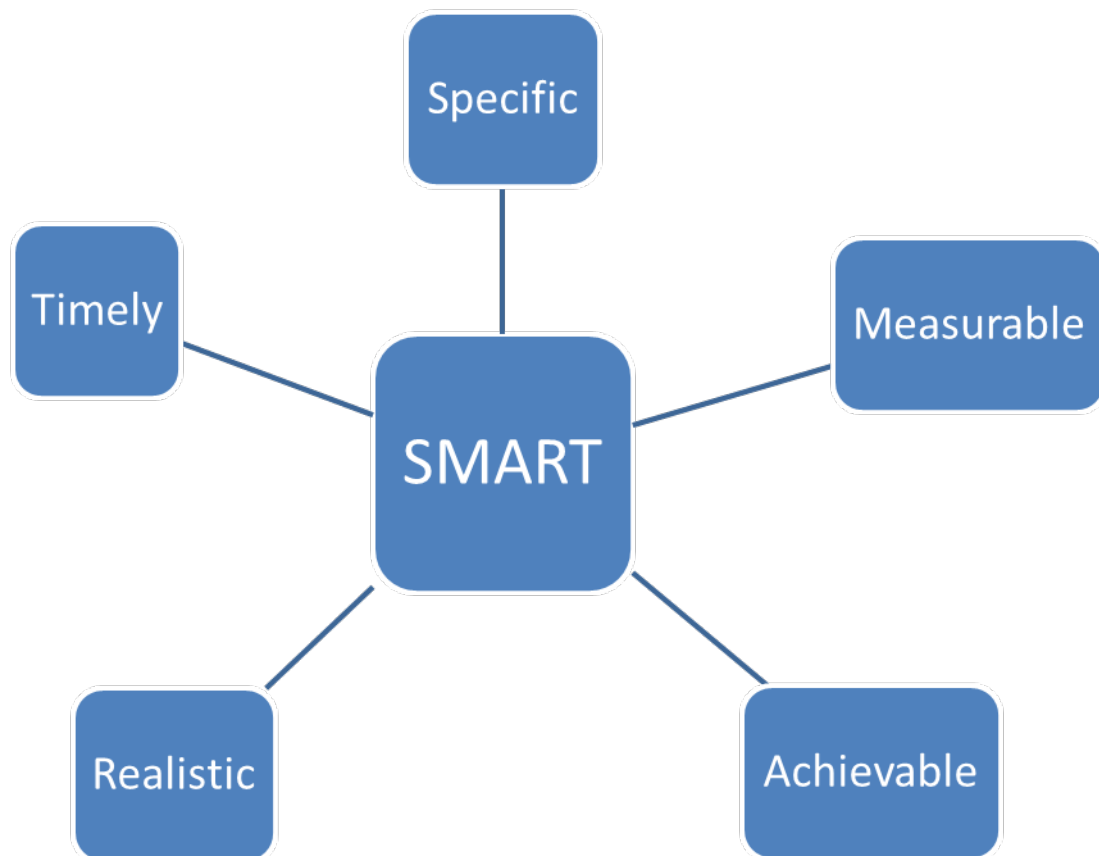 Specific
Measurable
Achievable
Realistic
Timely
SMART